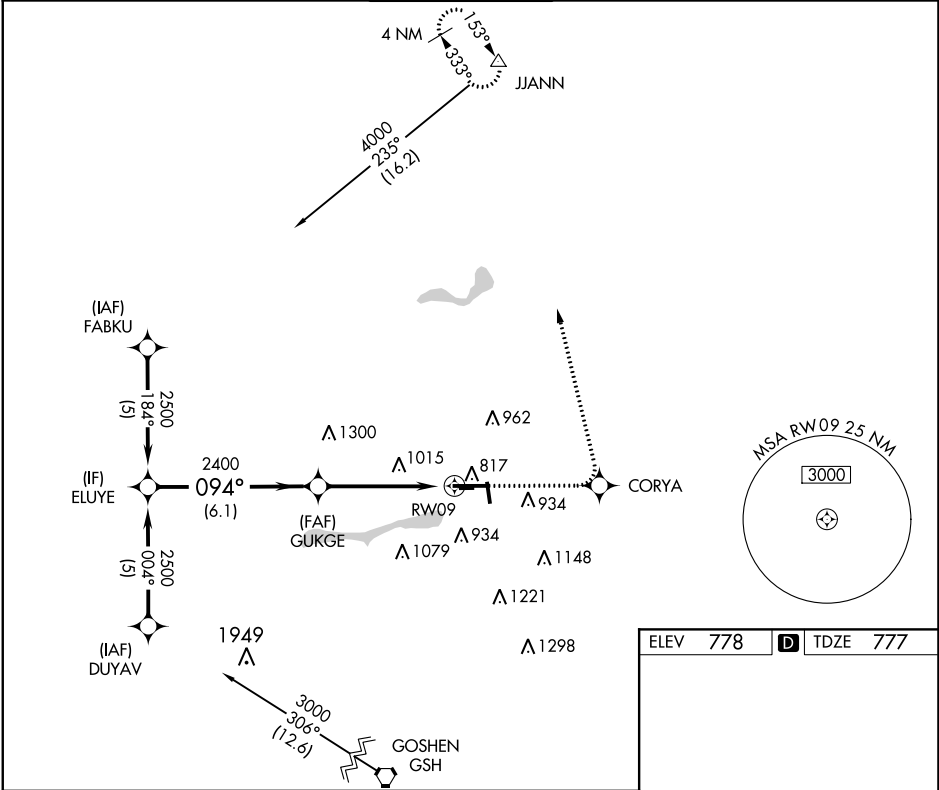 4 NM
153°
333°
JJANN
4000
235°
(16.2)
(IAF)
FABKU
2500
184°
(5)
962
1300
1015
817
2400
094°
(6.1)
(IF)
ELUYE
RW09
CORYA
934
(FAF)
GUKGE
934
1079
1148
2500
004°
(5)
1221
(IAF)
DUYAV
1949
1298
3000
306°
(12.6)
GOSHEN
GSH
MSA RW09 25 NM
3000
ELEV 778 D TDZE 777